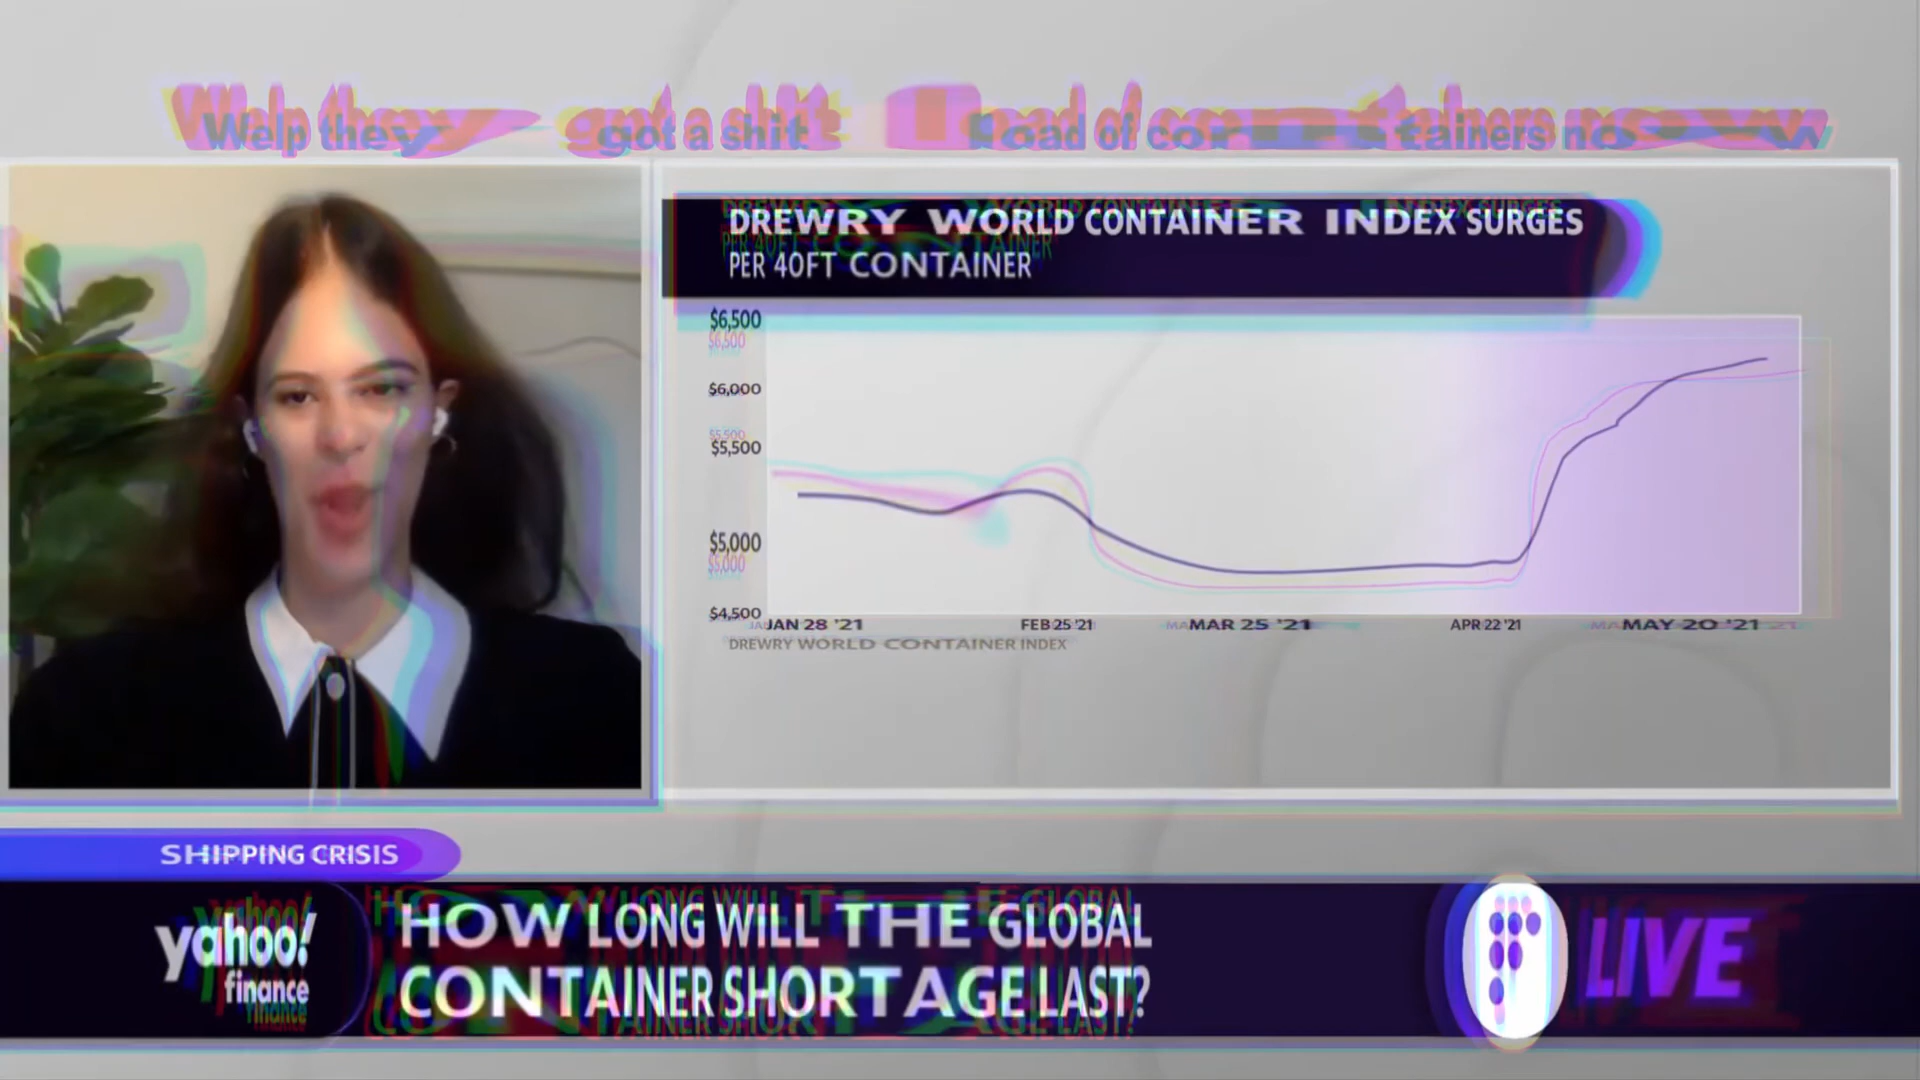 Welp they got a shit load of containers now
DREWRY WORLD CONTAINER INDEX SURGES
PER 40FT CONTAINER
$6,500
$6,000
$5,500
$5,000
$4,500
JAN 28 '21 FEB 25 '21 MAR 25 '21 APR 22 '21 MAY 20 '21
DREWRY WORLD CONTAINER INDEX
SHIPPING CRISIS
yahoo!
finance
HOW LONG WILL THE GLOBAL
CONTAINER SHORTAGE LAST?
LIVE